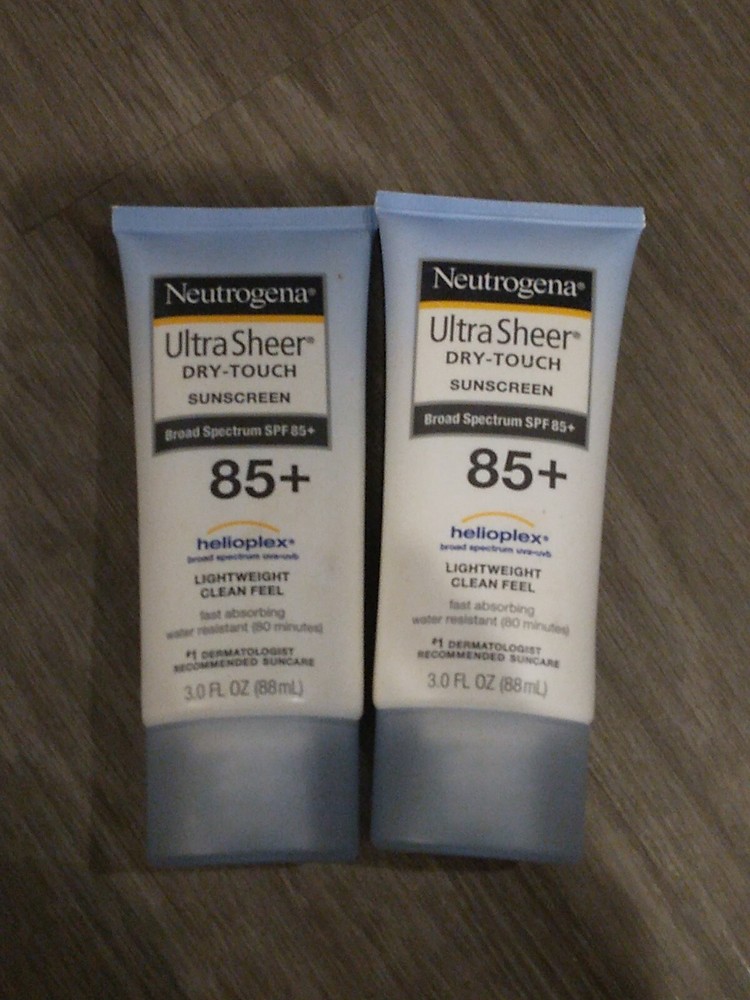 Neutrogena®
Ultra Sheer®
DRY-TOUCH
SUNSCREEN
Broad Spectrum SPF 85+
85+
helioplex®
broad spectrum uva-uvb
LIGHTWEIGHT
CLEAN FEEL
fast absorbing
water resistant (80 minutes)
#1 DERMATOLOGIST
RECOMMENDED SUNCARE
3.0 FL OZ (88mL)
Neutrogena®
Ultra Sheer®
DRY-TOUCH
SUNSCREEN
Broad Spectrum SPF 85+
85+
helioplex®
broad spectrum uva-uvb
LIGHTWEIGHT
CLEAN FEEL
fast absorbing
water resistant (80 minutes)
#1 DERMATOLOGIST
RECOMMENDED SUNCARE
3.0 FL OZ (88mL)